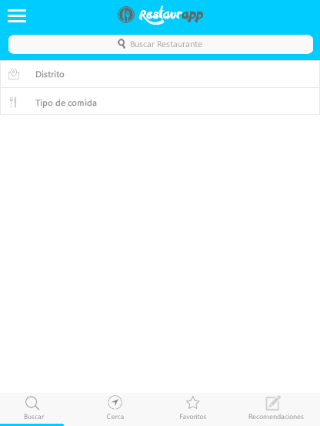 Restaurapp
Buscar Restaurante
Distrito
Tipo de comida
Buscar
Cerca
Favoritos
Recomendaciones